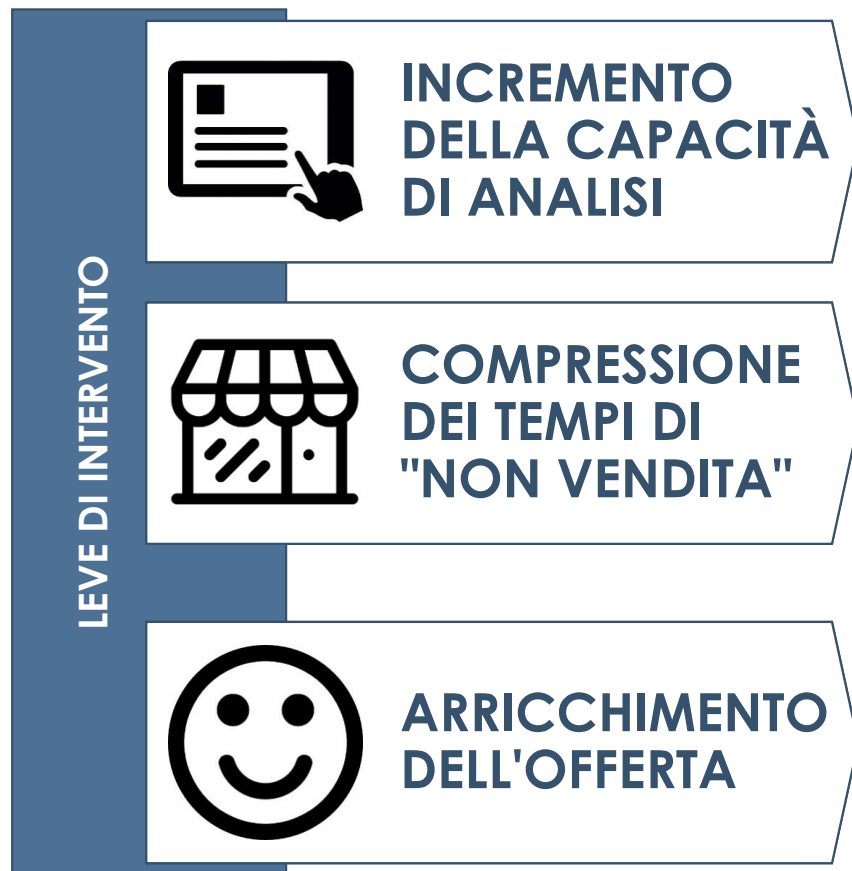 LEVE DI INTERVENTO
INCREMENTO
DELLA CAPACITÀ
DI ANALISI
COMPRESSIONE
DEI TEMPI DI
"NON VENDITA"
ARRICCHIMENTO
DELL'OFFERTA